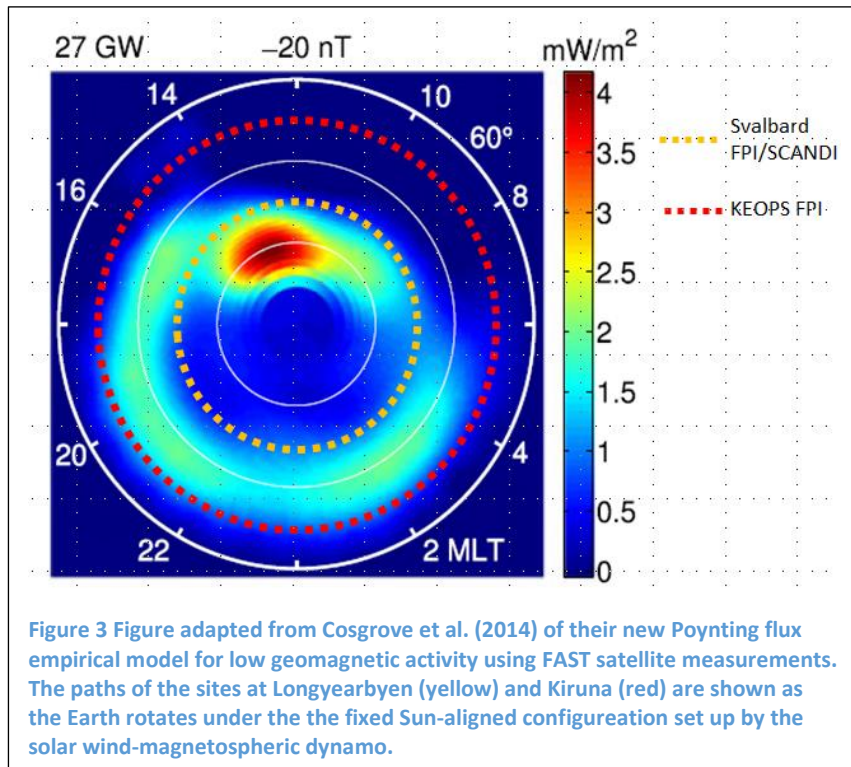 27 GW
−20 nT
mW/m²
14
10
60°
16
8
20
4
22
2 MLT
4
3.5
3
2.5
2
1.5
1
0.5
0
Svalbard
FPI/SCANDI
KEOPS FPI
Figure 3 Figure adapted from Cosgrove et al. (2014) of their new Poynting flux
empirical model for low geomagnetic activity using FAST satellite measurements.
The paths of the sites at Longyearbyen (yellow) and Kiruna (red) are shown as
the Earth rotates under the the fixed Sun-aligned configureation set up by the
solar wind-magnetospheric dynamo.